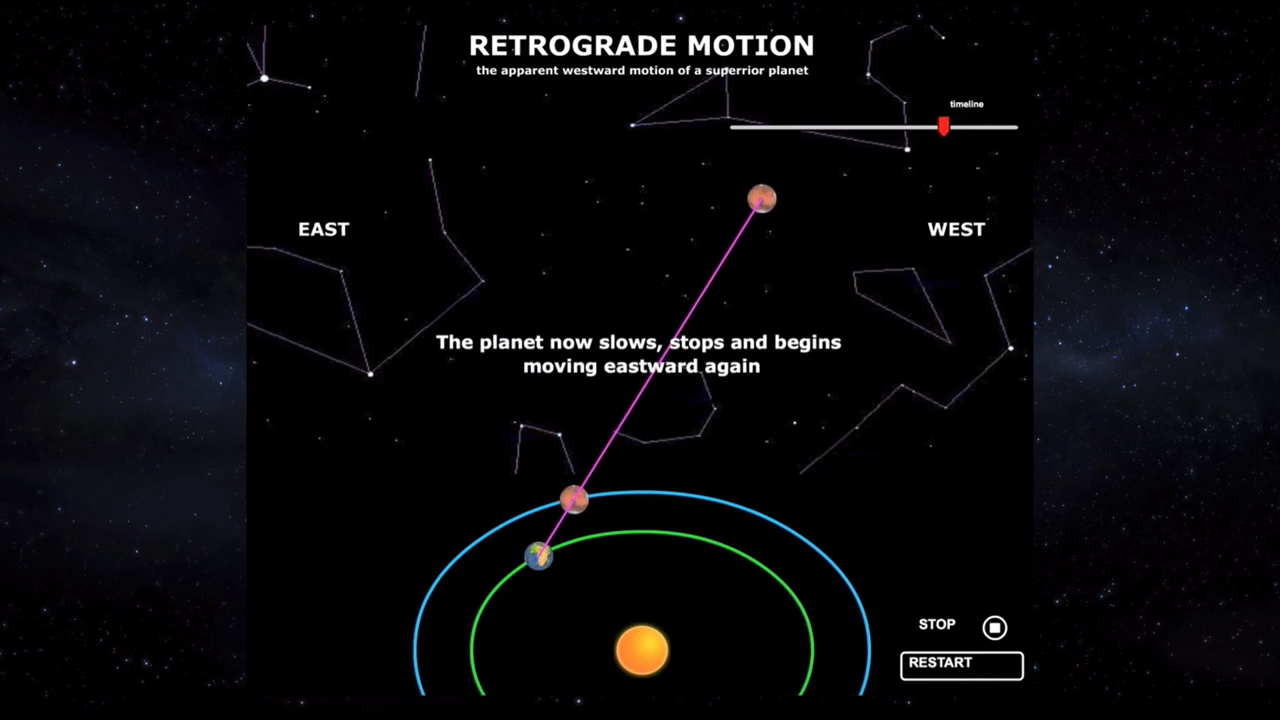 RETROGRADE MOTION
the apparent westward motion of a superrior planet
timeline
EAST
WEST
The planet now slows, stops and begins
moving eastward again
STOP
RESTART